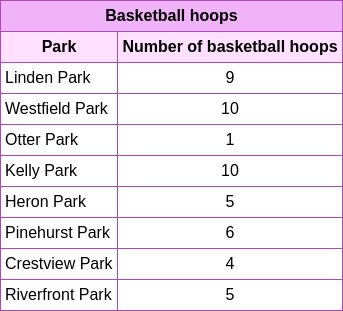 Basketball hoops
Park Number of basketball hoops
Linden Park 9
Westfield Park 10
Otter Park 1
Kelly Park 10
Heron Park 5
Pinehurst Park 6
Crestview Park 4
Riverfront Park 5